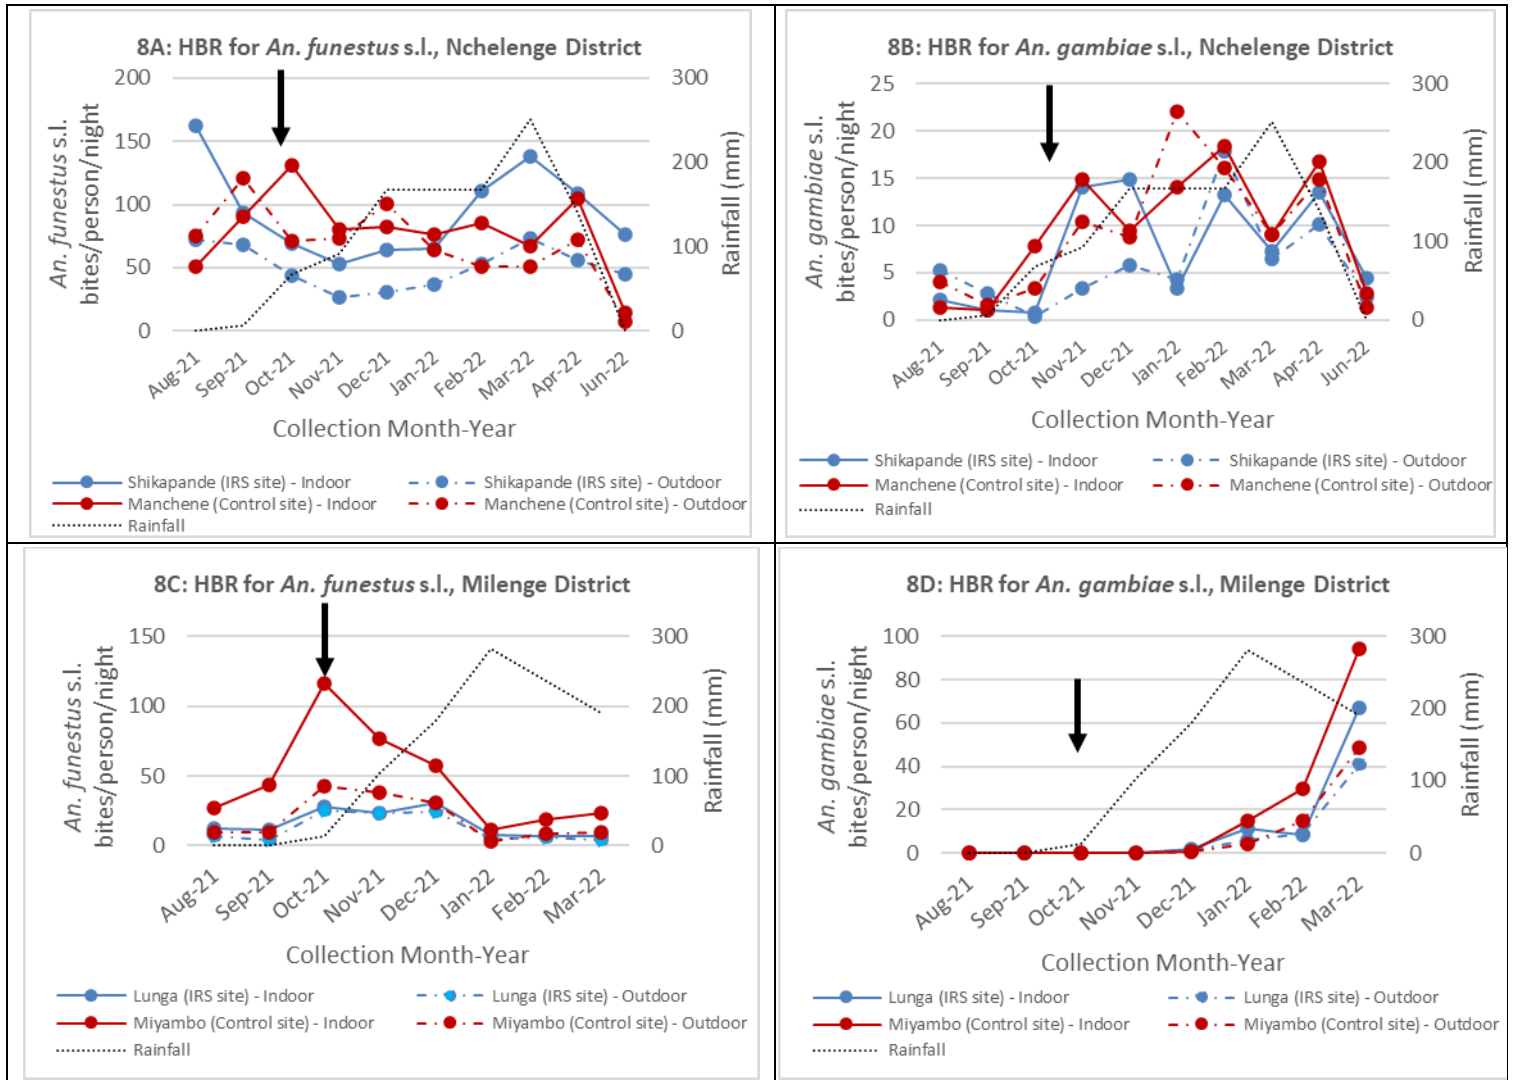 8A: HBR for An. funestus s.l., Nchelenge District
An. funestus s.l.
bites/person/night
200
150
100
50
0
300
200
100
0
Rainfall (mm)
Aug-21
Sep-21
Oct-21
Nov-21
Dec-21
Jan-22
Feb-22
Mar-22
Apr-22
Jun-22
Collection Month-Year
Shikapande (IRS site) - Indoor
Shikapande (IRS site) - Outdoor
Manchene (Control site) - Indoor
Manchene (Control site) - Outdoor
Rainfall
8B: HBR for An. gambiae s.l., Nchelenge District
An. gambiae s.l.
bites/person/night
25
20
15
10
5
0
300
200
100
0
Rainfall (mm)
Aug-21
Sep-21
Oct-21
Nov-21
Dec-21
Jan-22
Feb-22
Mar-22
Apr-22
Jun-22
Collection Month-Year
Shikapande (IRS site) - Indoor
Shikapande (IRS site) - Outdoor
Manchene (Control site) - Indoor
Manchene (Control site) - Outdoor
Rainfall
8C: HBR for An. funestus s.l., Milenge District
An. funestus s.l.
bites/person/night
150
100
50
0
300
200
100
0
Rainfall (mm)
Aug-21
Sep-21
Oct-21
Nov-21
Dec-21
Jan-22
Feb-22
Mar-22
Collection Month-Year
Lunga (IRS site) - Indoor
Lunga (IRS site) - Outdoor
Miyambo (Control site) - Indoor
Miyambo (Control site) - Outdoor
Rainfall
8D: HBR for An. gambiae s.l., Milenge District
An. gambiae s.l.
bites/person/night
100
80
60
40
20
0
300
200
100
0
Rainfall (mm)
Aug-21
Sep-21
Oct-21
Nov-21
Dec-21
Jan-22
Feb-22
Mar-22
Collection Month-Year
Lunga (IRS site) - Indoor
Lunga (IRS site) - Outdoor
Miyambo (Control site) - Indoor
Miyambo (Control site) - Outdoor
Rainfall